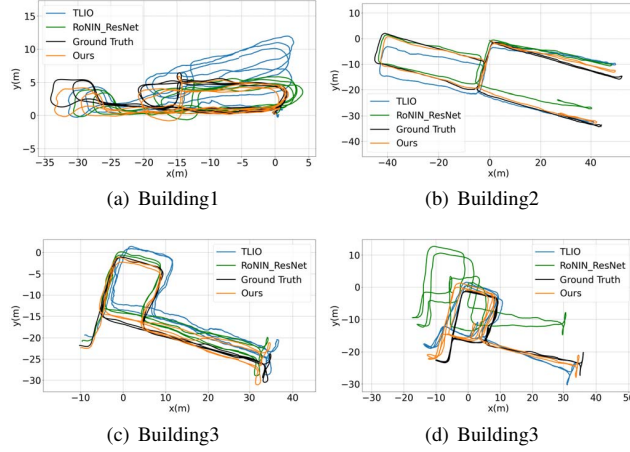 TLIO
RoNIN_ResNet
Ground Truth
Ours
y(m)
15
10
5
0
−5
−35 −30 −25 −20 −15 −10 −5 0 5
x(m)
(a) Building1
TLIO
RoNIN_ResNet
Ground Truth
Ours
y(m)
10
0
−10
−20
−30
−40
−40 −20 0 20 40
x(m)
(b) Building2
TLIO
RoNIN_ResNet
Ground Truth
Ours
y(m)
0
−5
−10
−15
−20
−25
−30
−10 0 10 20 30 40
x(m)
(c) Building3
TLIO
RoNIN_ResNet
Ground Truth
Ours
y(m)
10
0
−10
−20
−30
−30 −20 −10 0 10 20 30 40 50
x(m)
(d) Building3